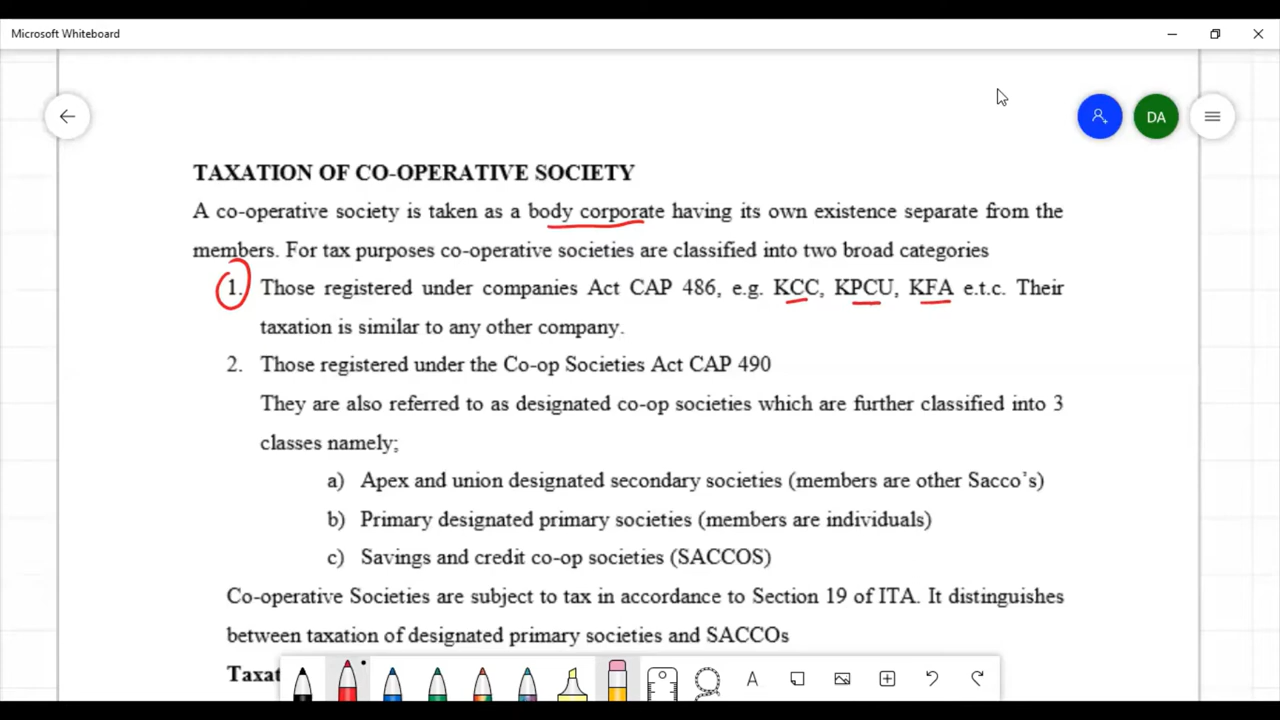 Microsoft Whiteboard
DA
TAXATION OF CO-OPERATIVE SOCIETY
A co-operative society is taken as a body corporate having its own existence separate from the
members. For tax purposes co-operative societies are classified into two broad categories
1. Those registered under companies Act CAP 486, e.g. KCC, KPCU, KFA e.t.c. Their
taxation is similar to any other company.
2. Those registered under the Co-op Societies Act CAP 490
They are also referred to as designated co-op societies which are further classified into 3
classes namely;
a) Apex and union designated secondary societies (members are other Sacco's)
b) Primary designated primary societies (members are individuals)
c) Savings and credit co-op societies (SACCOS)
Co-operative Societies are subject to tax in accordance to Section 19 of ITA. It distinguishes
between taxation of designated primary societies and SACCOs